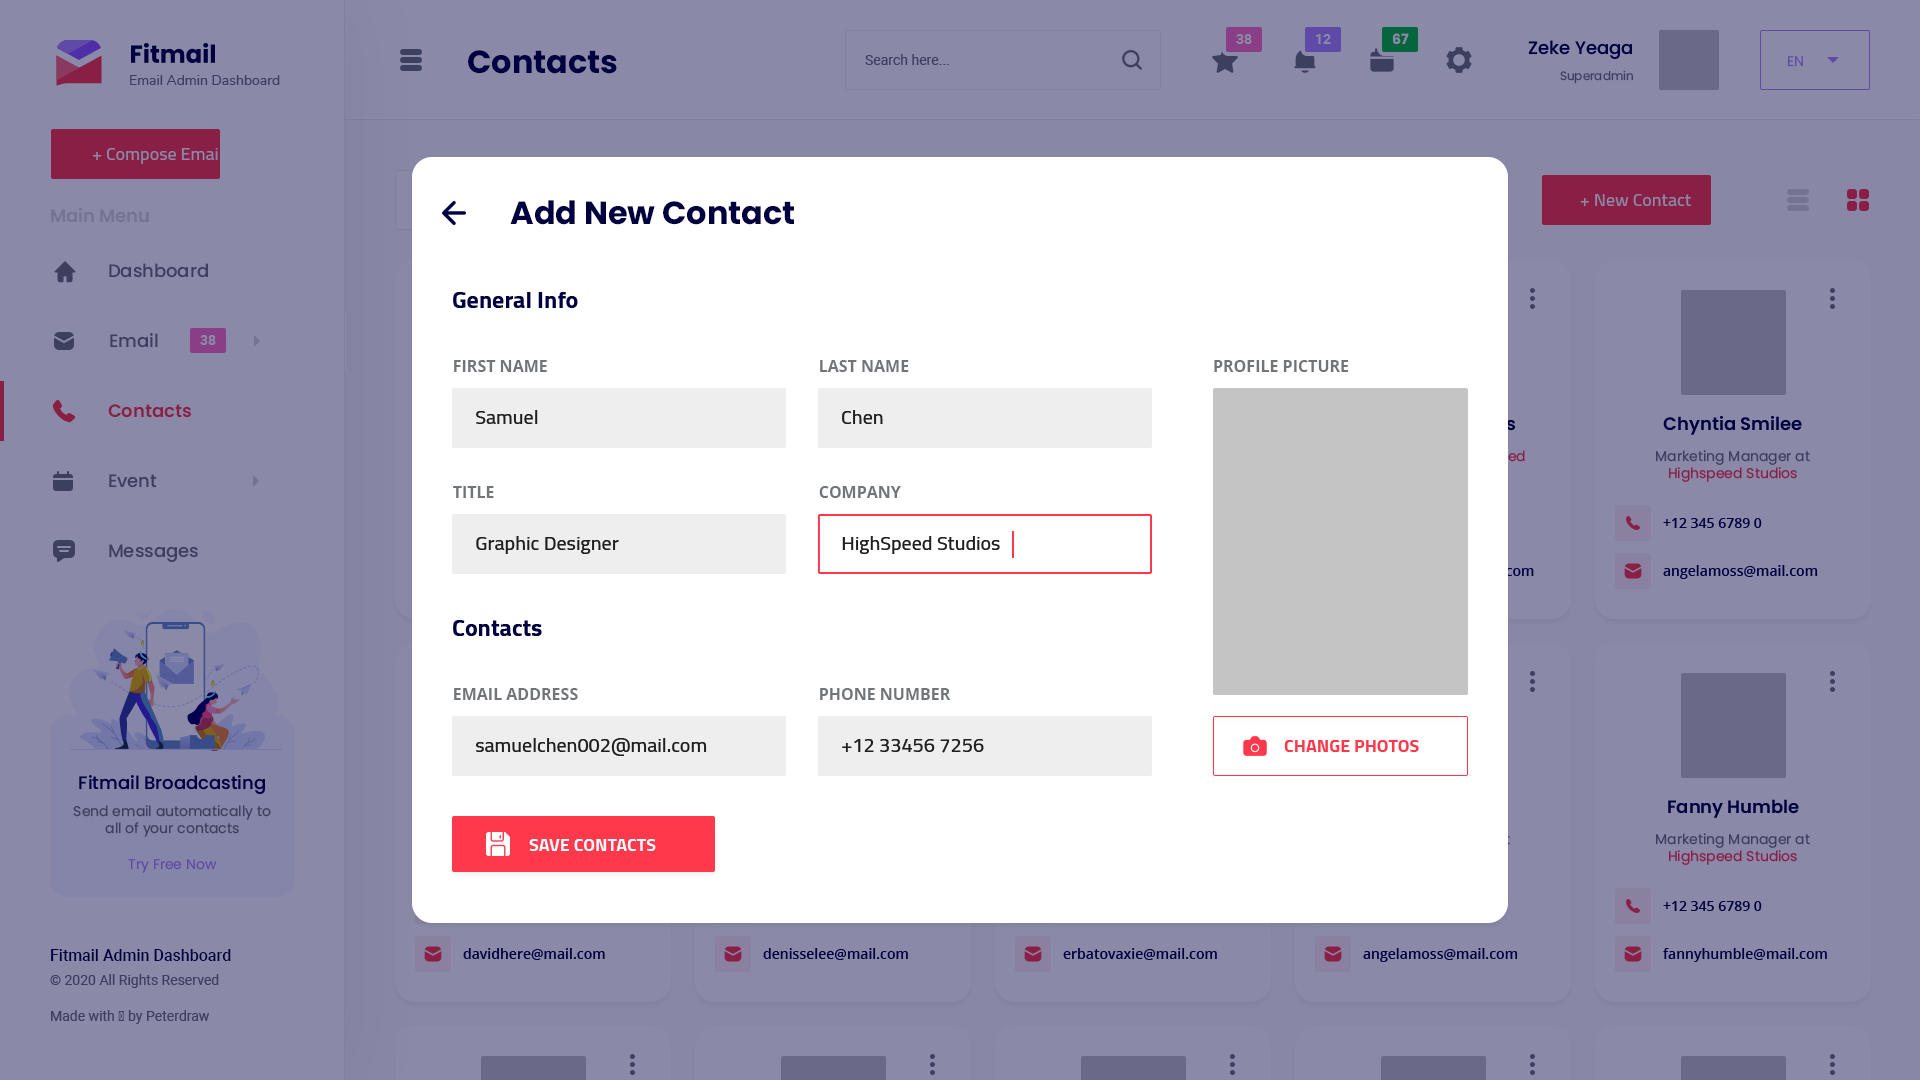 Fitmail
Email Admin Dashboard
+ Compose Emai
Main Menu
Dashboard
Email
38
Contacts
Event
Messages
Fitmail Broadcasting
Send email automatically to
all of your contacts
Try Free Now
Fitmail Admin Dashboard
© 2020 All Rights Reserved
Made with by Peterdraw
Contacts
Search here...
38
12
67
Zeke Yeaga
Superadmin
EN
+ New Contact
Add New Contact
General Info
FIRST NAME
Samuel
LAST NAME
Chen
PROFILE PICTURE
TITLE
Graphic Designer
COMPANY
HighSpeed Studios
Contacts
EMAIL ADDRESS
samuelchen002@mail.com
PHONE NUMBER
+12 33456 7256
CHANGE PHOTOS
SAVE CONTACTS
s
ed
com
Chyntia Smilee
Marketing Manager at
Highspeed Studios
+12 345 6789 0
angelamoss@mail.com
Fanny Humble
Marketing Manager at
Highspeed Studios
+12 345 6789 0
davidhere@mail.com
denisselee@mail.com
erbatovaxie@mail.com
angelamoss@mail.com
fannyhumble@mail.com